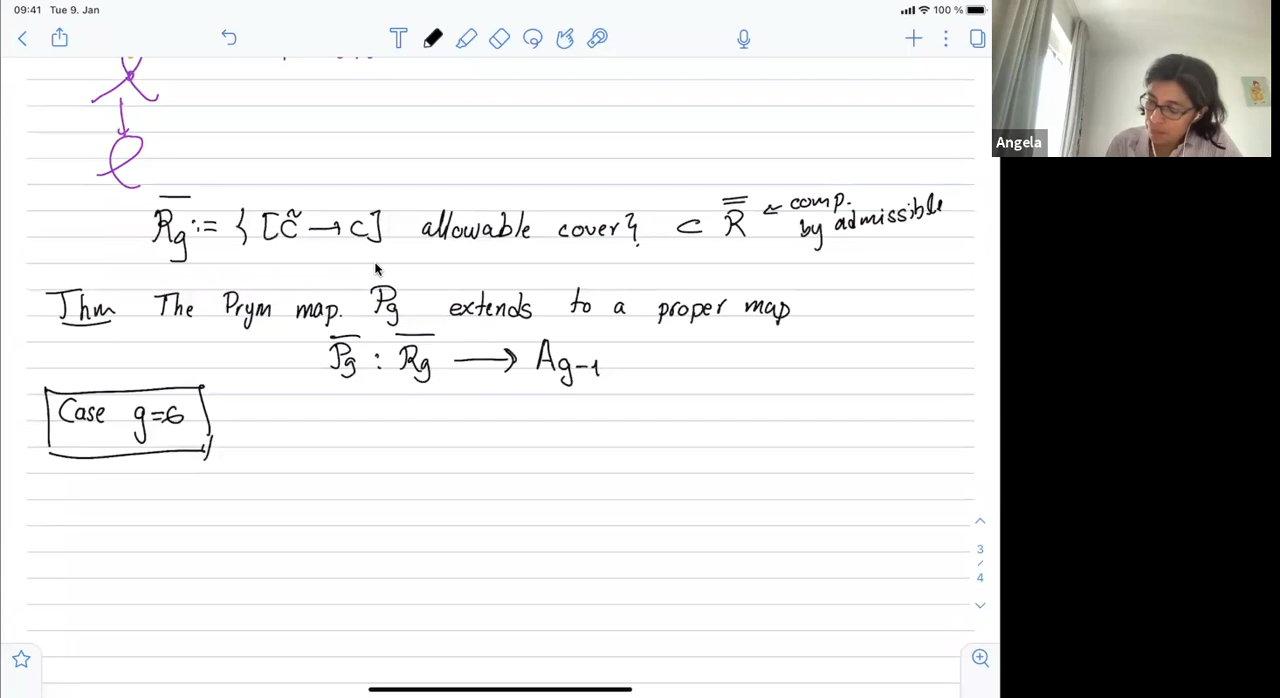 09:41 Tue 9. Jan
100 %
Angela
R̄g := { [C̃ → C] allowable cover } ⊂ R̿ ← comp. by admissible
Thm The Prym map. Pg extends to a proper map
P̄g : R̄g ⟶ Ag-1
Case g=6
3
/
4